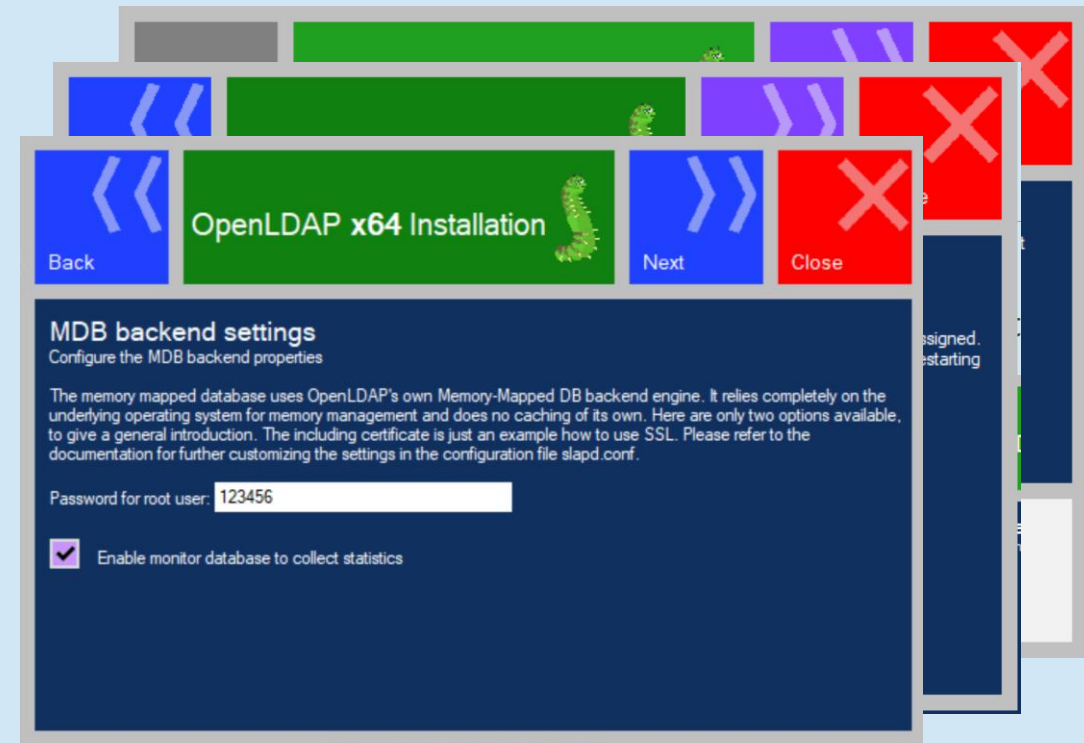 Back
OpenLDAP x64 Installation
Next
Close
MDB backend settings
Configure the MDB backend properties
The memory mapped database uses OpenLDAP's own Memory-Mapped DB backend engine. It relies completely on the
underlying operating system for memory management and does no caching of its own. Here are only two options available,
to give a general introduction. The including certificate is just an example how to use SSL. Please refer to the
documentation for further customizing the settings in the configuration file slapd.conf.
Password for root user: 123456
Enable monitor database to collect statistics
ssigned.
estarting